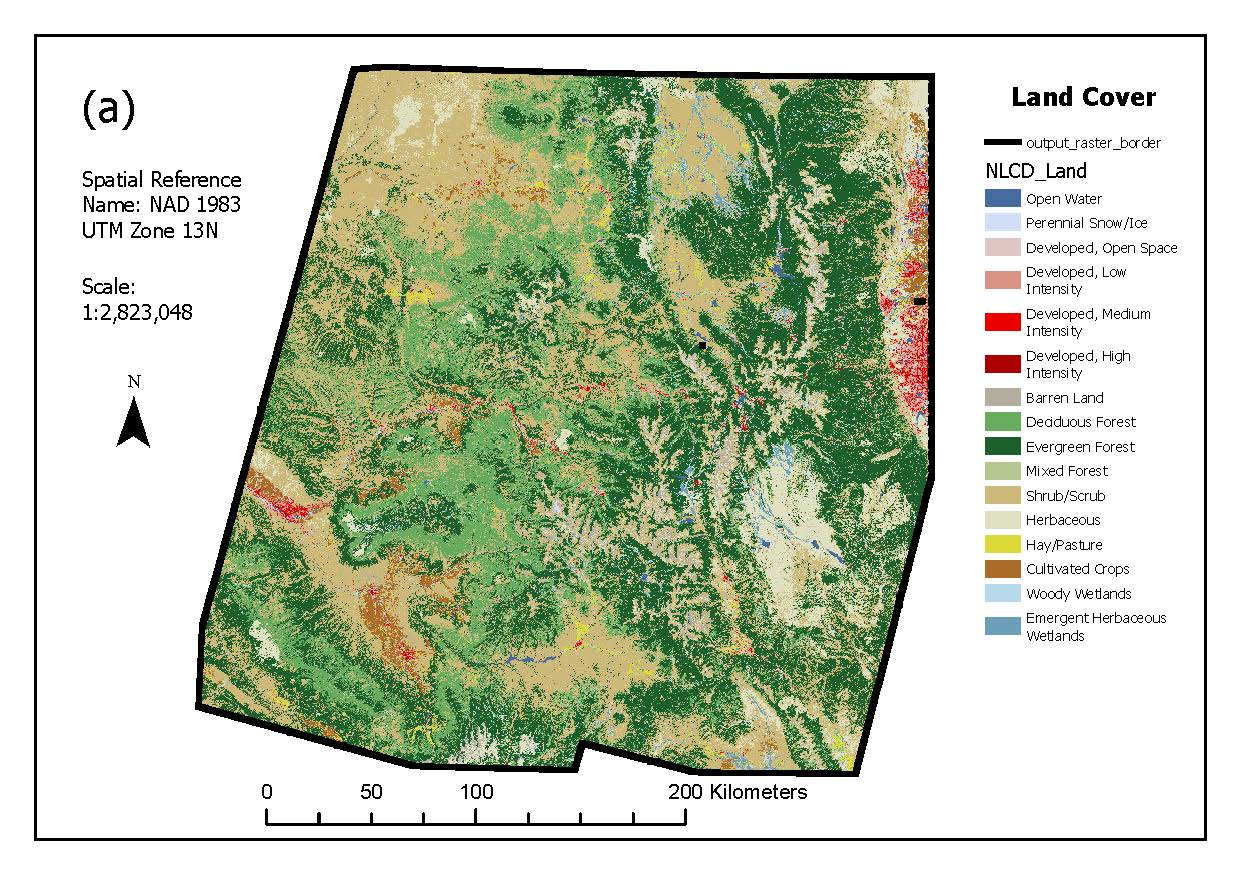 (a)
Spatial Reference
Name: NAD 1983
UTM Zone 13N
Scale:
1:2,823,048
N
0 50 100 200 Kilometers
Land Cover
output_raster_border
NLCD_Land
Open Water
Perennial Snow/Ice
Developed, Open Space
Developed, Low
Intensity
Developed, Medium
Intensity
Developed, High
Intensity
Barren Land
Deciduous Forest
Evergreen Forest
Mixed Forest
Shrub/Scrub
Herbaceous
Hay/Pasture
Cultivated Crops
Woody Wetlands
Emergent Herbaceous
Wetlands